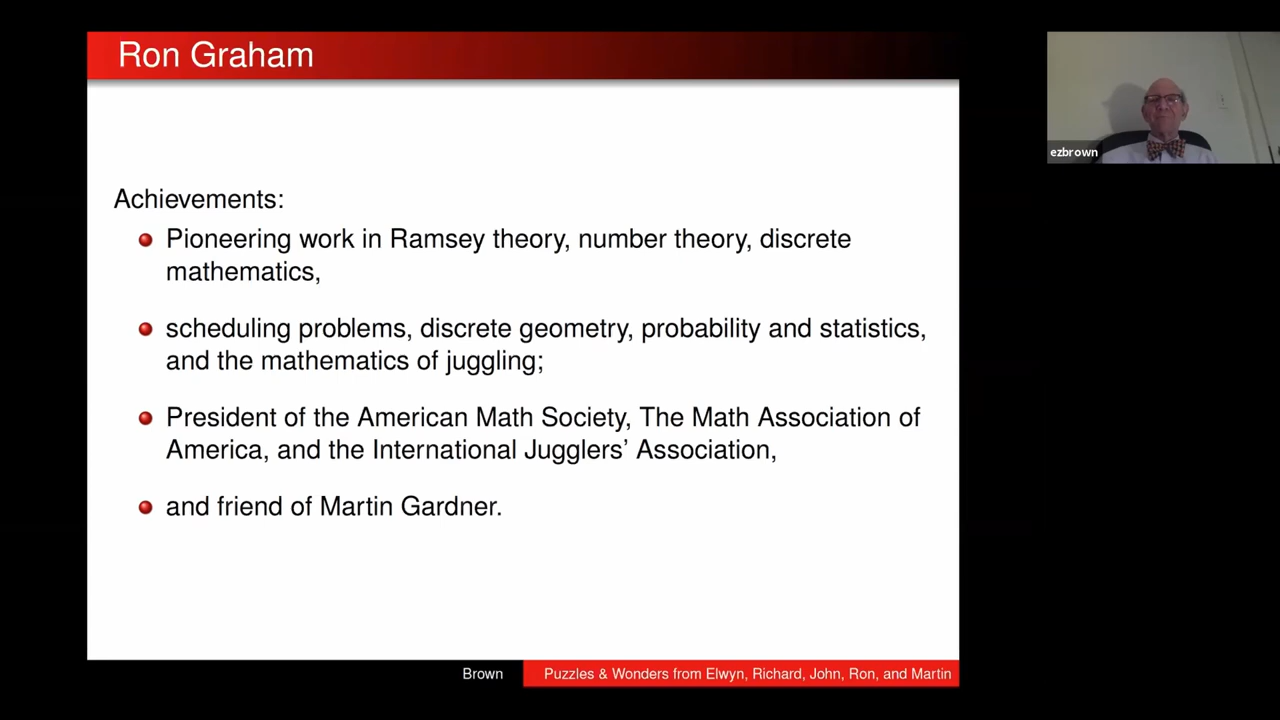 Ron Graham
ezbrown
Achievements:
Pioneering work in Ramsey theory, number theory, discrete
mathematics,
scheduling problems, discrete geometry, probability and statistics,
and the mathematics of juggling;
President of the American Math Society, The Math Association of
America, and the International Jugglers' Association,
and friend of Martin Gardner.
Brown
Puzzles & Wonders from Elwyn, Richard, John, Ron, and Martin